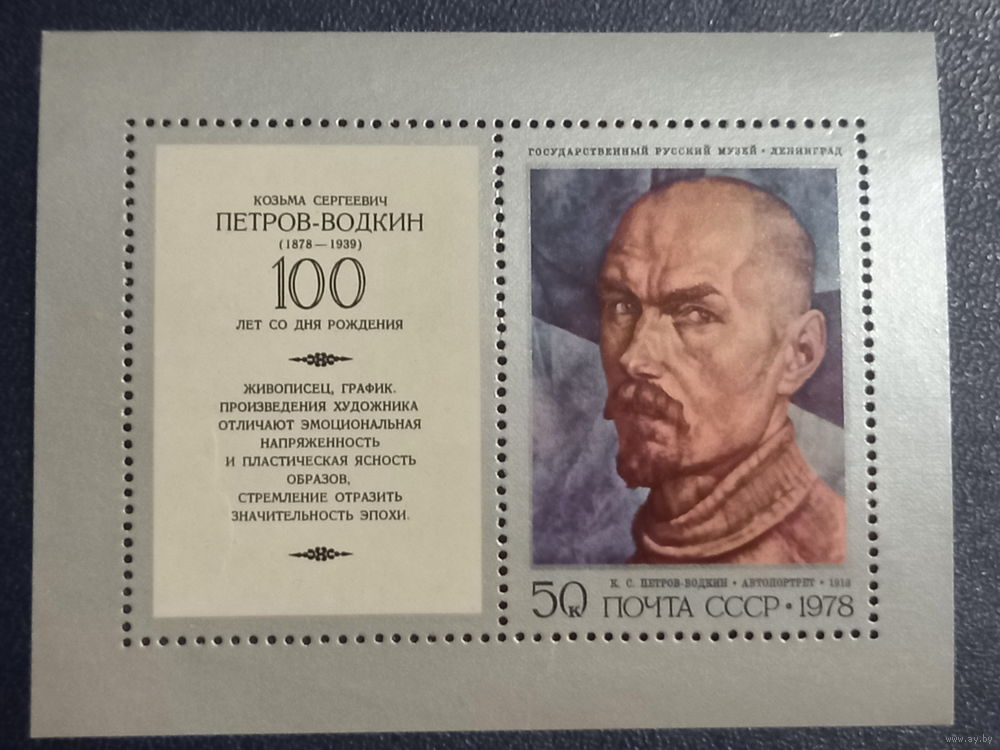 КОЗЬМА СЕРГЕЕВИЧ
ПЕТРОВ-ВОДКИН
(1878 — 1939)
100
ЛЕТ СО ДНЯ РОЖДЕНИЯ
ЖИВОПИСЕЦ, ГРАФИК.
ПРОИЗВЕДЕНИЯ ХУДОЖНИКА
ОТЛИЧАЮТ ЭМОЦИОНАЛЬНАЯ
НАПРЯЖЕННОСТЬ
И ПЛАСТИЧЕСКАЯ ЯСНОСТЬ
ОБРАЗОВ,
СТРЕМЛЕНИЕ ОТРАЗИТЬ
ЗНАЧИТЕЛЬНОСТЬ ЭПОХИ.
ГОСУДАРСТВЕННЫЙ РУССКИЙ МУЗЕЙ • ЛЕНИНГРАД
К. С. ПЕТРОВ-ВОДКИН • АВТОПОРТРЕТ • 1918
50к ПОЧТА СССР • 1978
www.ay.by